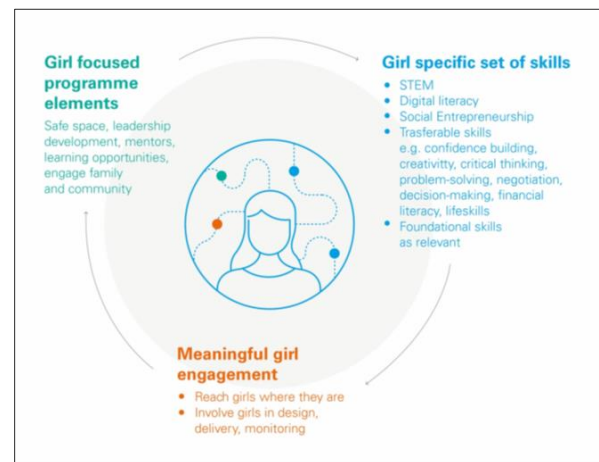 Girl focused
programme
elements
Safe space, leadership
development, mentors,
learning opportunities,
engage family
and community
Girl specific set of skills
• STEM
• Digital literacy
• Social Entrepreneurship
• Trasferable skills
e.g. confidence building,
creativitty, critical thinking,
problem-solving, negotiation,
decision-making, financial
literacy, lifeskills
• Foundational skills
as relevant
Meaningful girl
engagement
• Reach girls where they are
• Involve girls in design,
delivery, monitoring